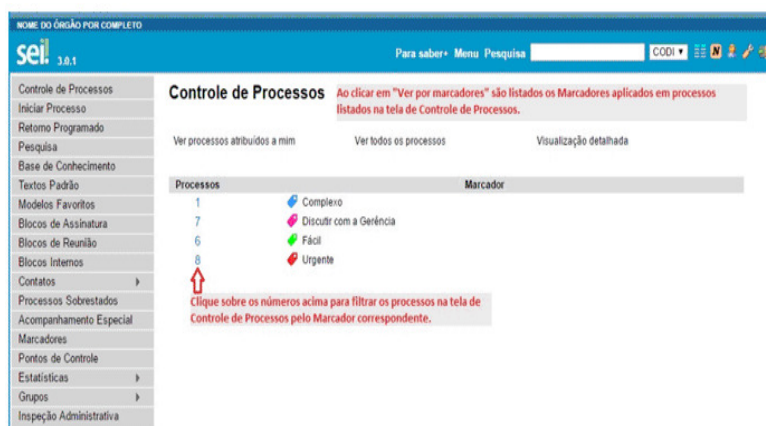 NOME DO ÓRGÃO POR COMPLETO
sei! 3.0.1
Para saber+ Menu Pesquisa CODI
Controle de Processos
Iniciar Processo
Retorno Programado
Pesquisa
Base de Conhecimento
Textos Padrão
Modelos Favoritos
Blocos de Assinatura
Blocos de Reunião
Blocos Internos
Contatos
Processos Sobrestados
Acompanhamento Especial
Marcadores
Pontos de Controle
Estatísticas
Grupos
Inspeção Administrativa
Controle de Processos
Ao clicar em "Ver por marcadores" são listados os Marcadores aplicados em processos
listados na tela de Controle de Processos.
Ver processos atribuídos a mim Ver todos os processos Visualização detalhada
Processos Marcador
1 Complexo
7 Discutir com a Gerência
6 Fácil
8 Urgente
Clique sobre os números acima para filtrar os processos na tela de
Controle de Processos pelo Marcador correspondente.